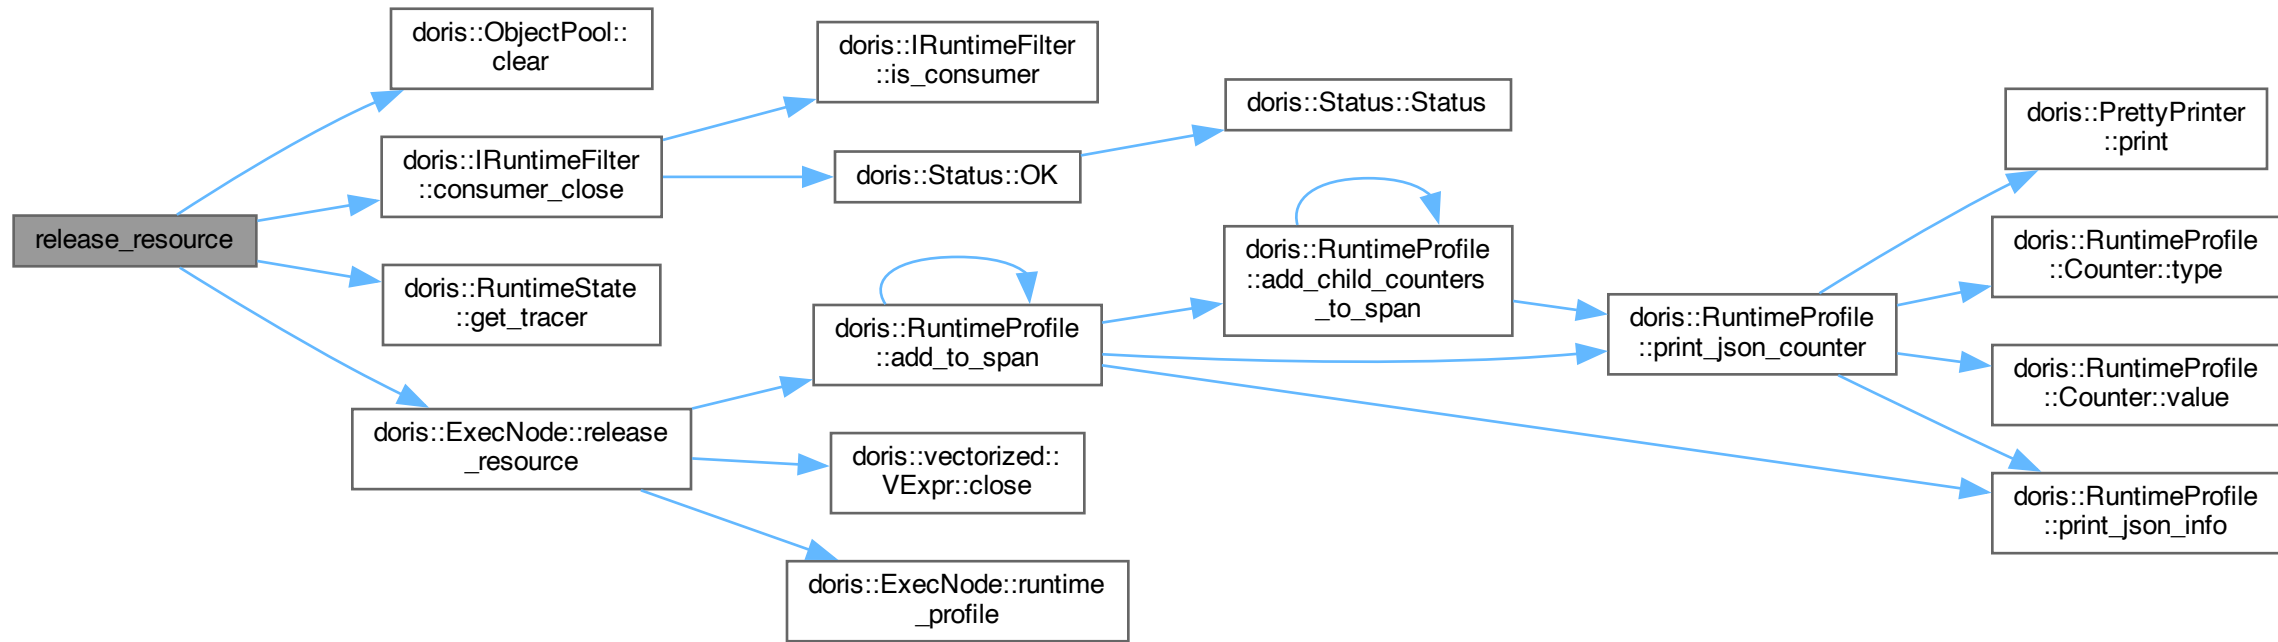 release_resource
doris::ObjectPool::
clear
doris::IRuntimeFilter
::consumer_close
doris::RuntimeState
::get_tracer
doris::ExecNode::release
_resource
doris::IRuntimeFilter
::is_consumer
doris::Status::OK
doris::RuntimeProfile
::add_to_span
doris::vectorized::
VExpr::close
doris::ExecNode::runtime
_profile
doris::Status::Status
doris::RuntimeProfile
::add_child_counters
_to_span
doris::RuntimeProfile
::print_json_counter
doris::PrettyPrinter
::print
doris::RuntimeProfile
::Counter::type
doris::RuntimeProfile
::Counter::value
doris::RuntimeProfile
::print_json_info